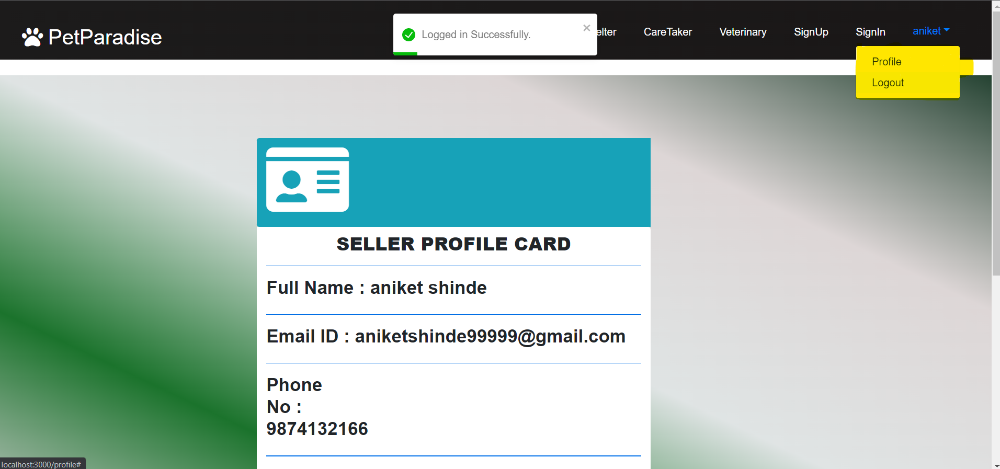 PetParadise
Logged in Successfully.
elter
CareTaker
Veterinary
SignUp
SignIn
aniket
Profile
Logout
SELLER PROFILE CARD
Full Name : aniket shinde
Email ID : aniketshinde99999@gmail.com
Phone
No :
9874132166
localhost:3000/profile#